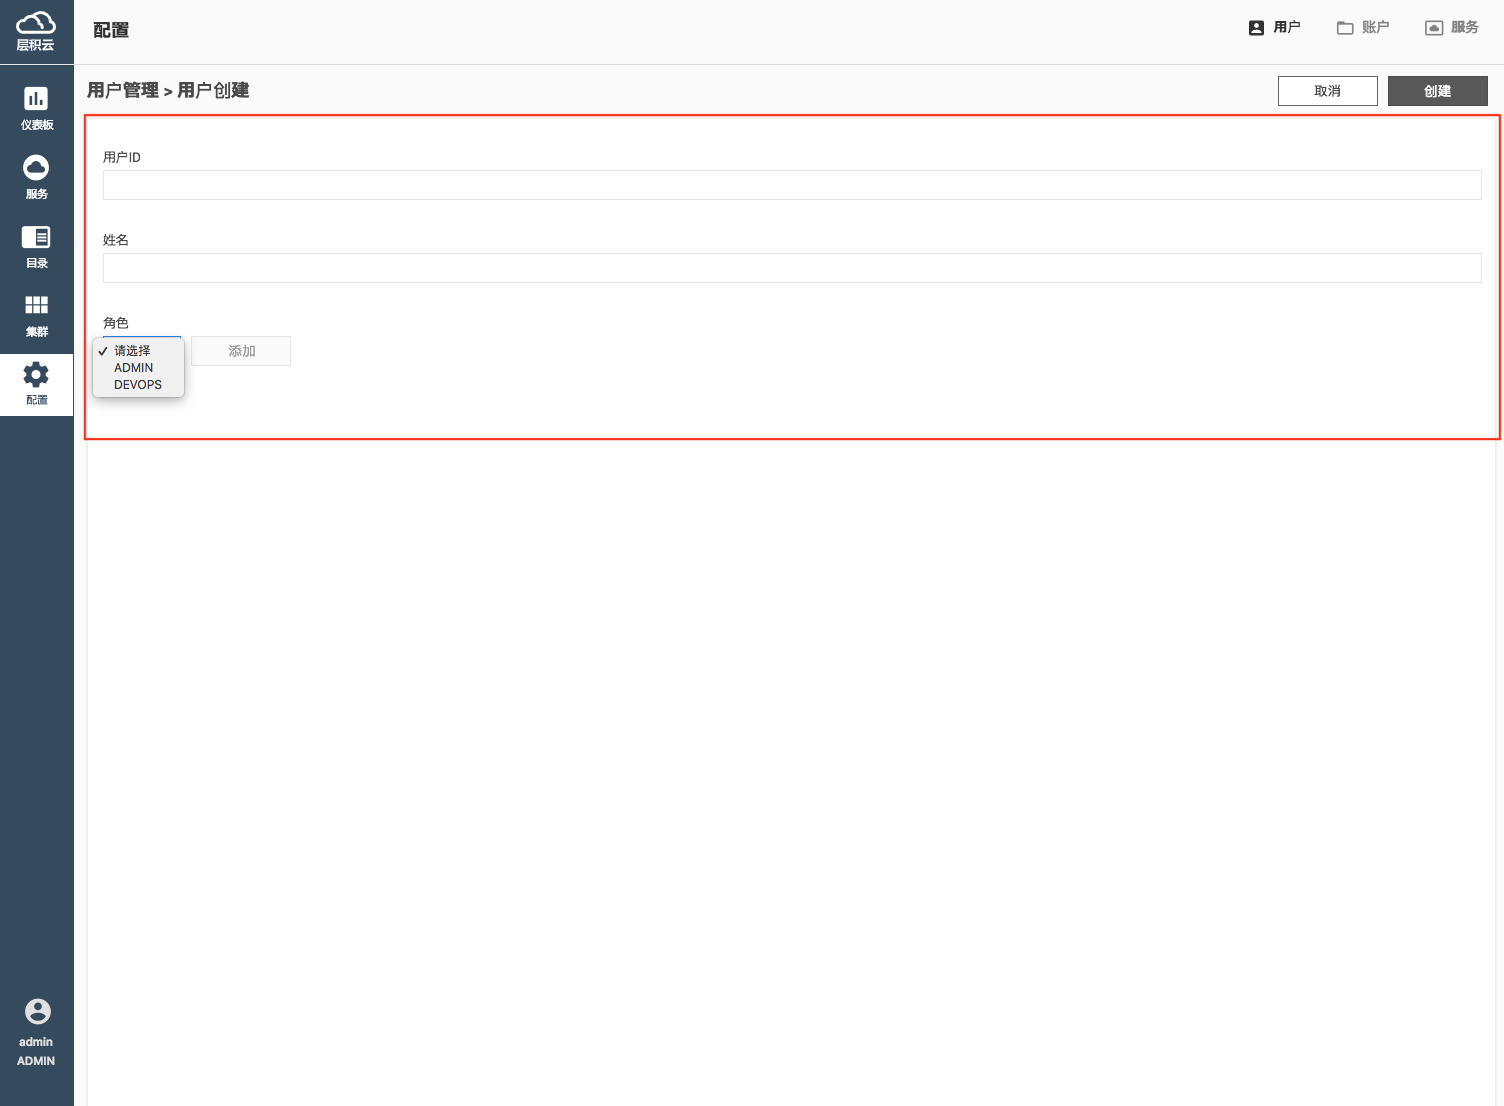 层积云
配置
用户
账户
服务
用户管理 > 用户创建
取消
创建
仪表板
服务
目录
集群
配置
用户ID
姓名
角色
✓ 请选择
ADMIN
DEVOPS
添加
admin
ADMIN